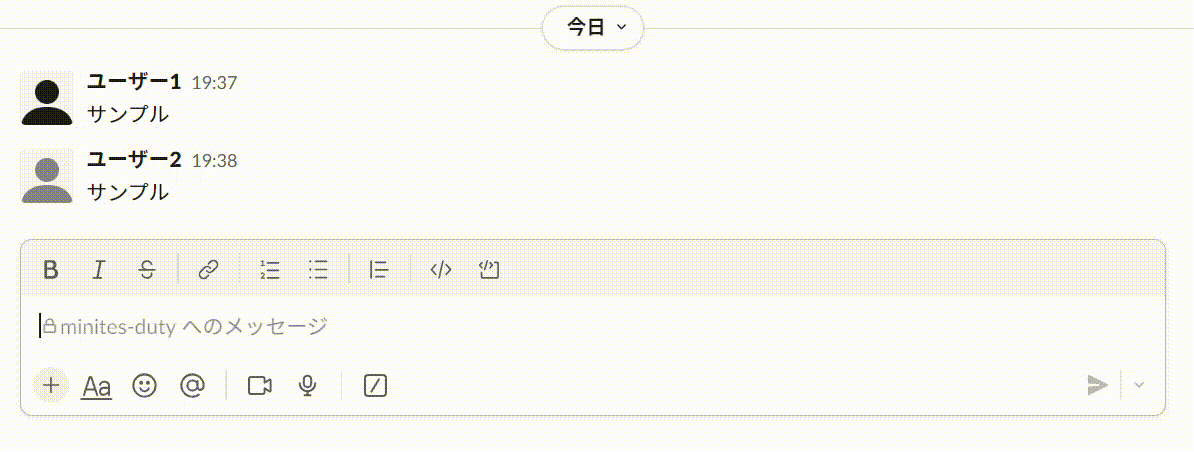 今日
ユーザー1 19:37
サンプル
ユーザー2 19:38
サンプル
B I S
minites-duty へのメッセージ
Aa